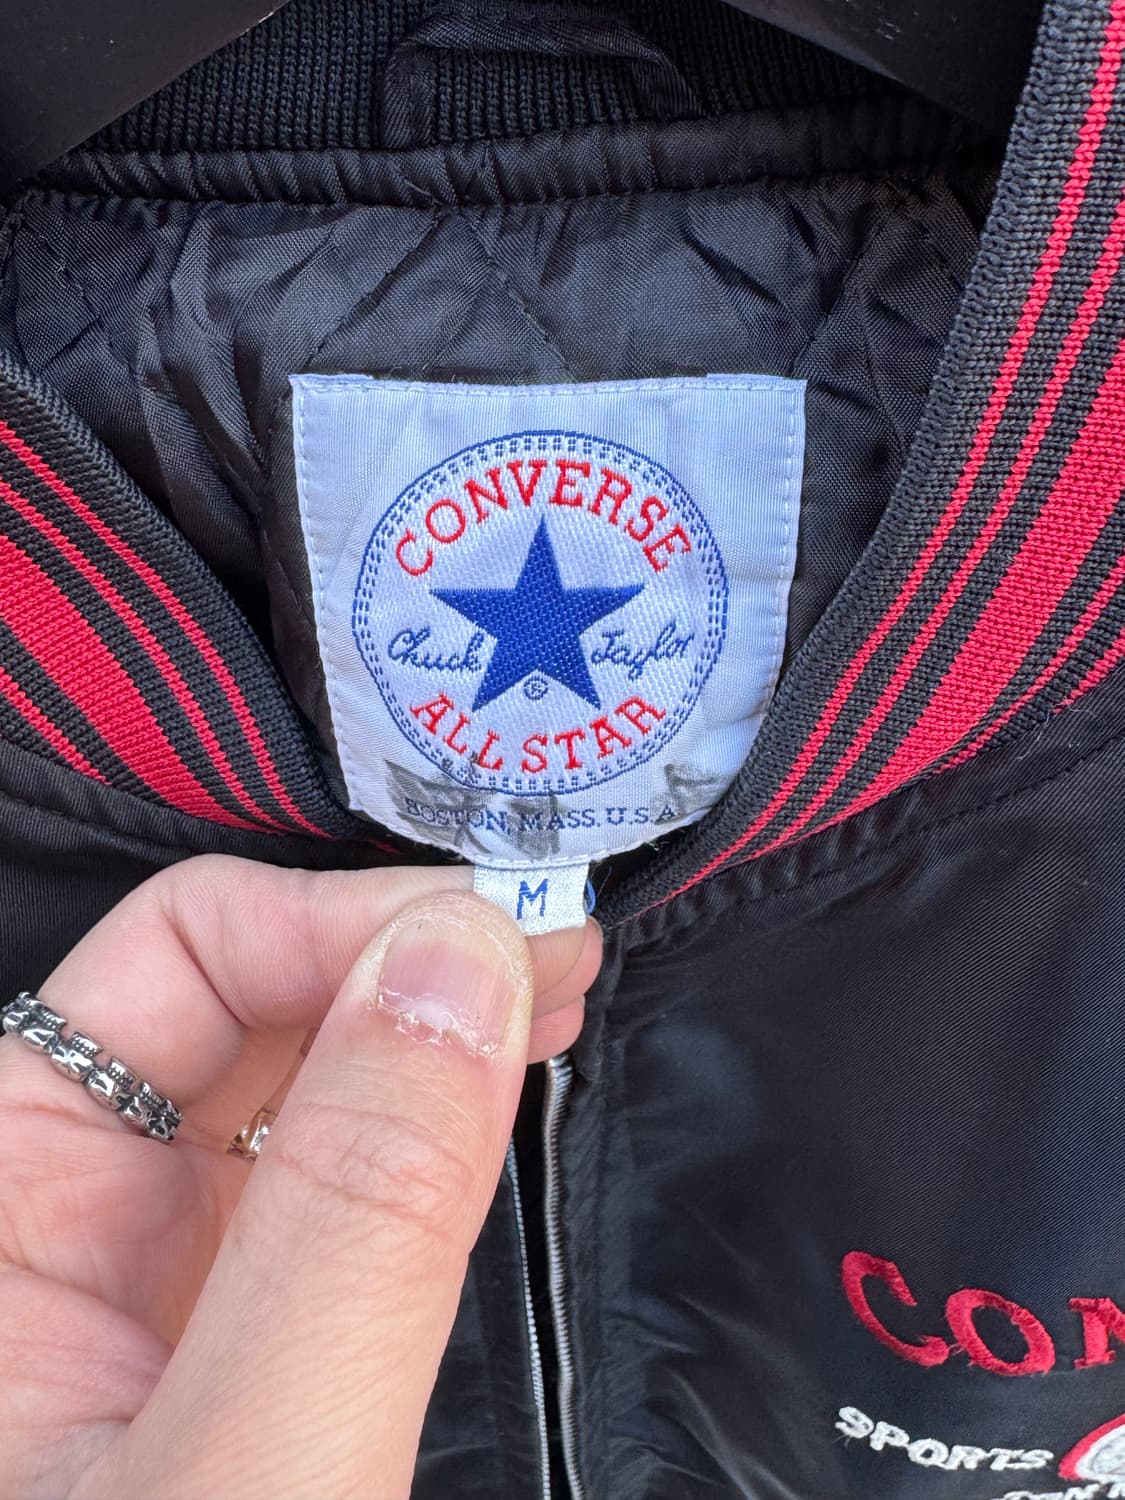 CONVERSE
Chuck Taylor
®
ALL STAR
BOSTON, MASS. U.S.A
M
CON
SPORTS